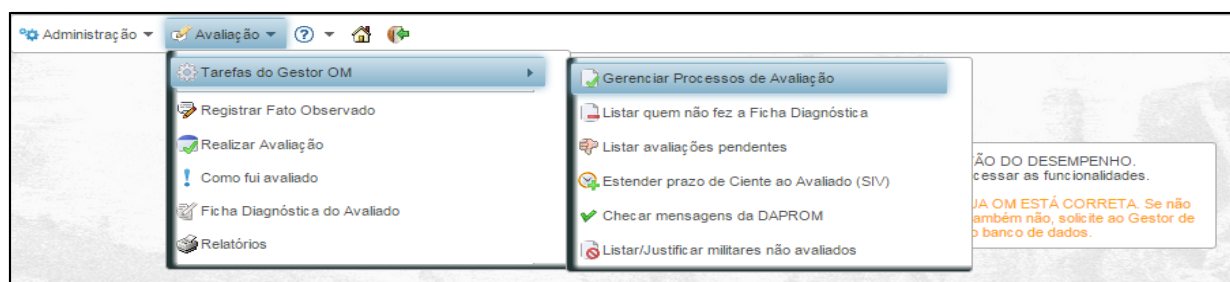 Administração Avaliação
Tarefas do Gestor OM
Registrar Fato Observado
Realizar Avaliação
Como fui avaliado
Ficha Diagnóstica do Avaliado
Relatórios
Gerenciar Processos de Avaliação
Listar quem não fez a Ficha Diagnóstica
Listar avaliações pendentes
Estender prazo de Ciente ao Avaliado (SIV)
Checar mensagens da DAPROM
Listar/Justificar militares não avaliados
ÃO DO DESEMPENHO.
cessar as funcionalidades.
JA OM ESTÁ CORRETA. Se não
ambém não, solicite ao Gestor de
banco de dados.